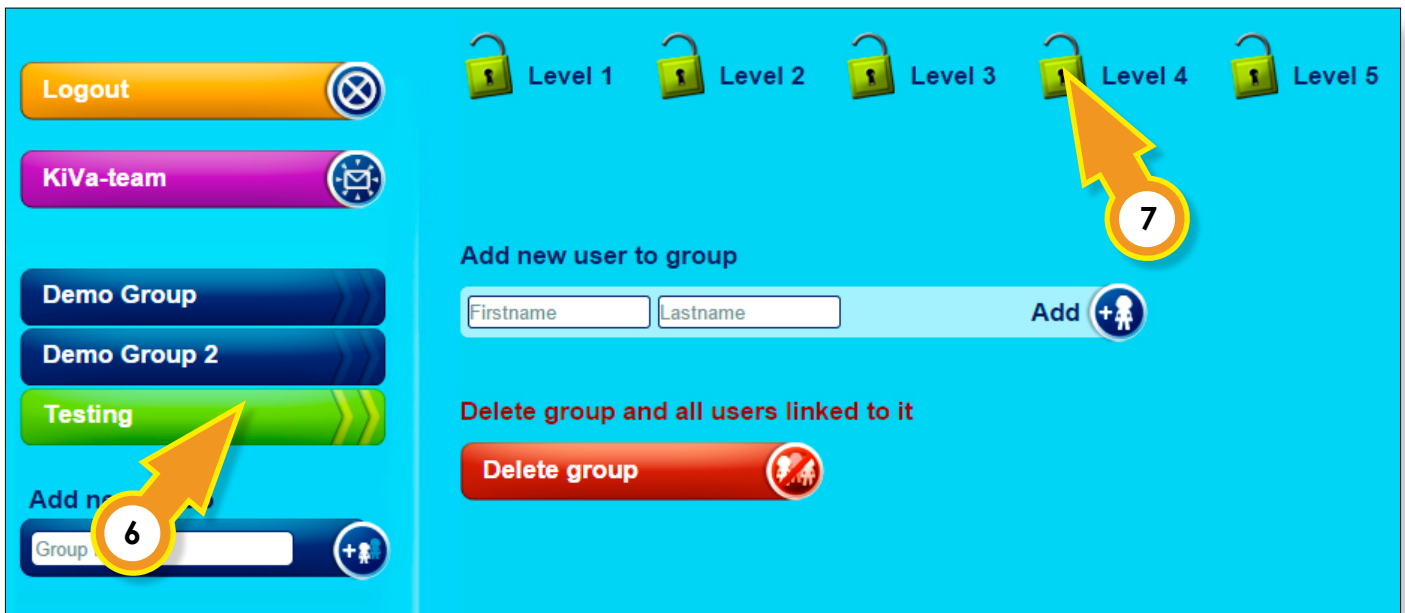 Logout
KiVa-team
Demo Group
Demo Group 2
Testing
Add
6
Group
Level 1 Level 2 Level 3 Level 4 Level 5
7
Add new user to group
Firstname Lastname Add
Delete group and all users linked to it
Delete group